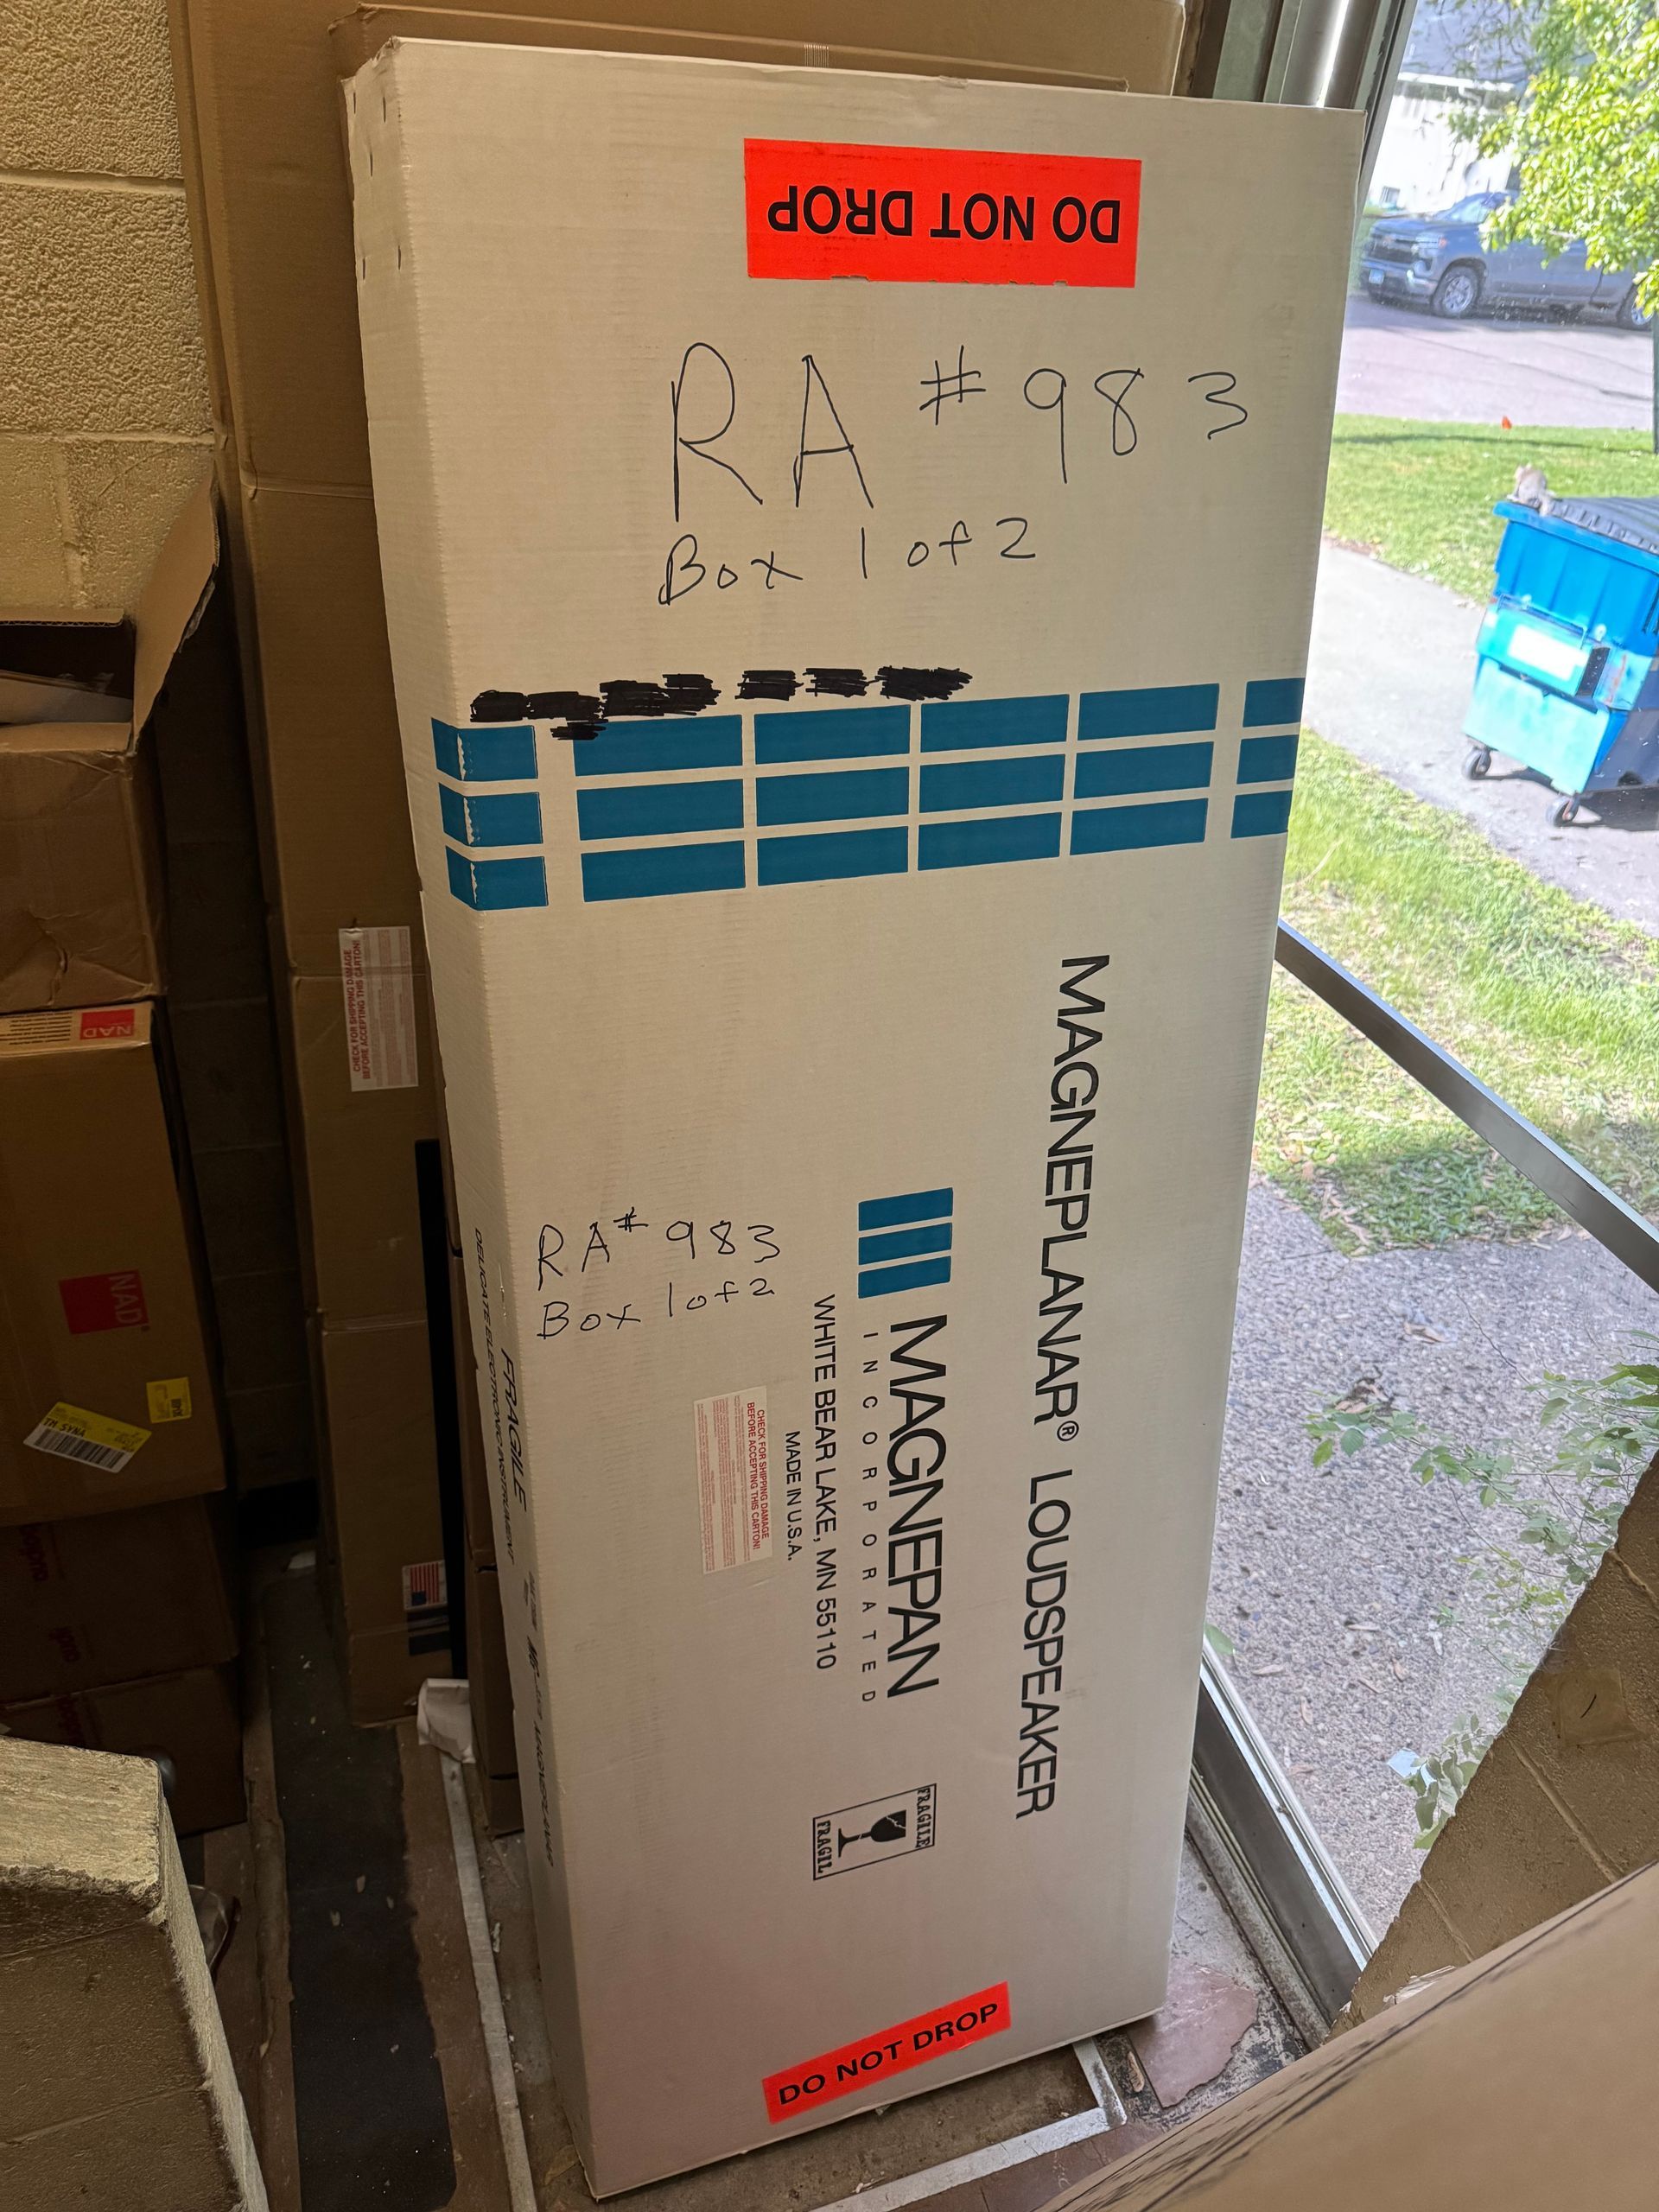 DO NOT DROP
RA # 983
Box 1 of 2
MAGNEPLANAR® LOUDSPEAKER
MAGNEPAN
INCORPORATED
WHITE BEAR LAKE, MN 55110
MADE IN U.S.A.
RA # 983
Box 1 of 2
CHECK FOR SHIPPING DAMAGE
BEFORE ACCEPTING THIS CARTON!
FRAGILE
FRAGIL
DO NOT DROP
FRAGILE
DELICATE ELECTRONIC INSTRUMENT
CHECK FOR SHIPPING DAMAGE
BEFORE ACCEPTING THIS CARTON!
NAD
NAD